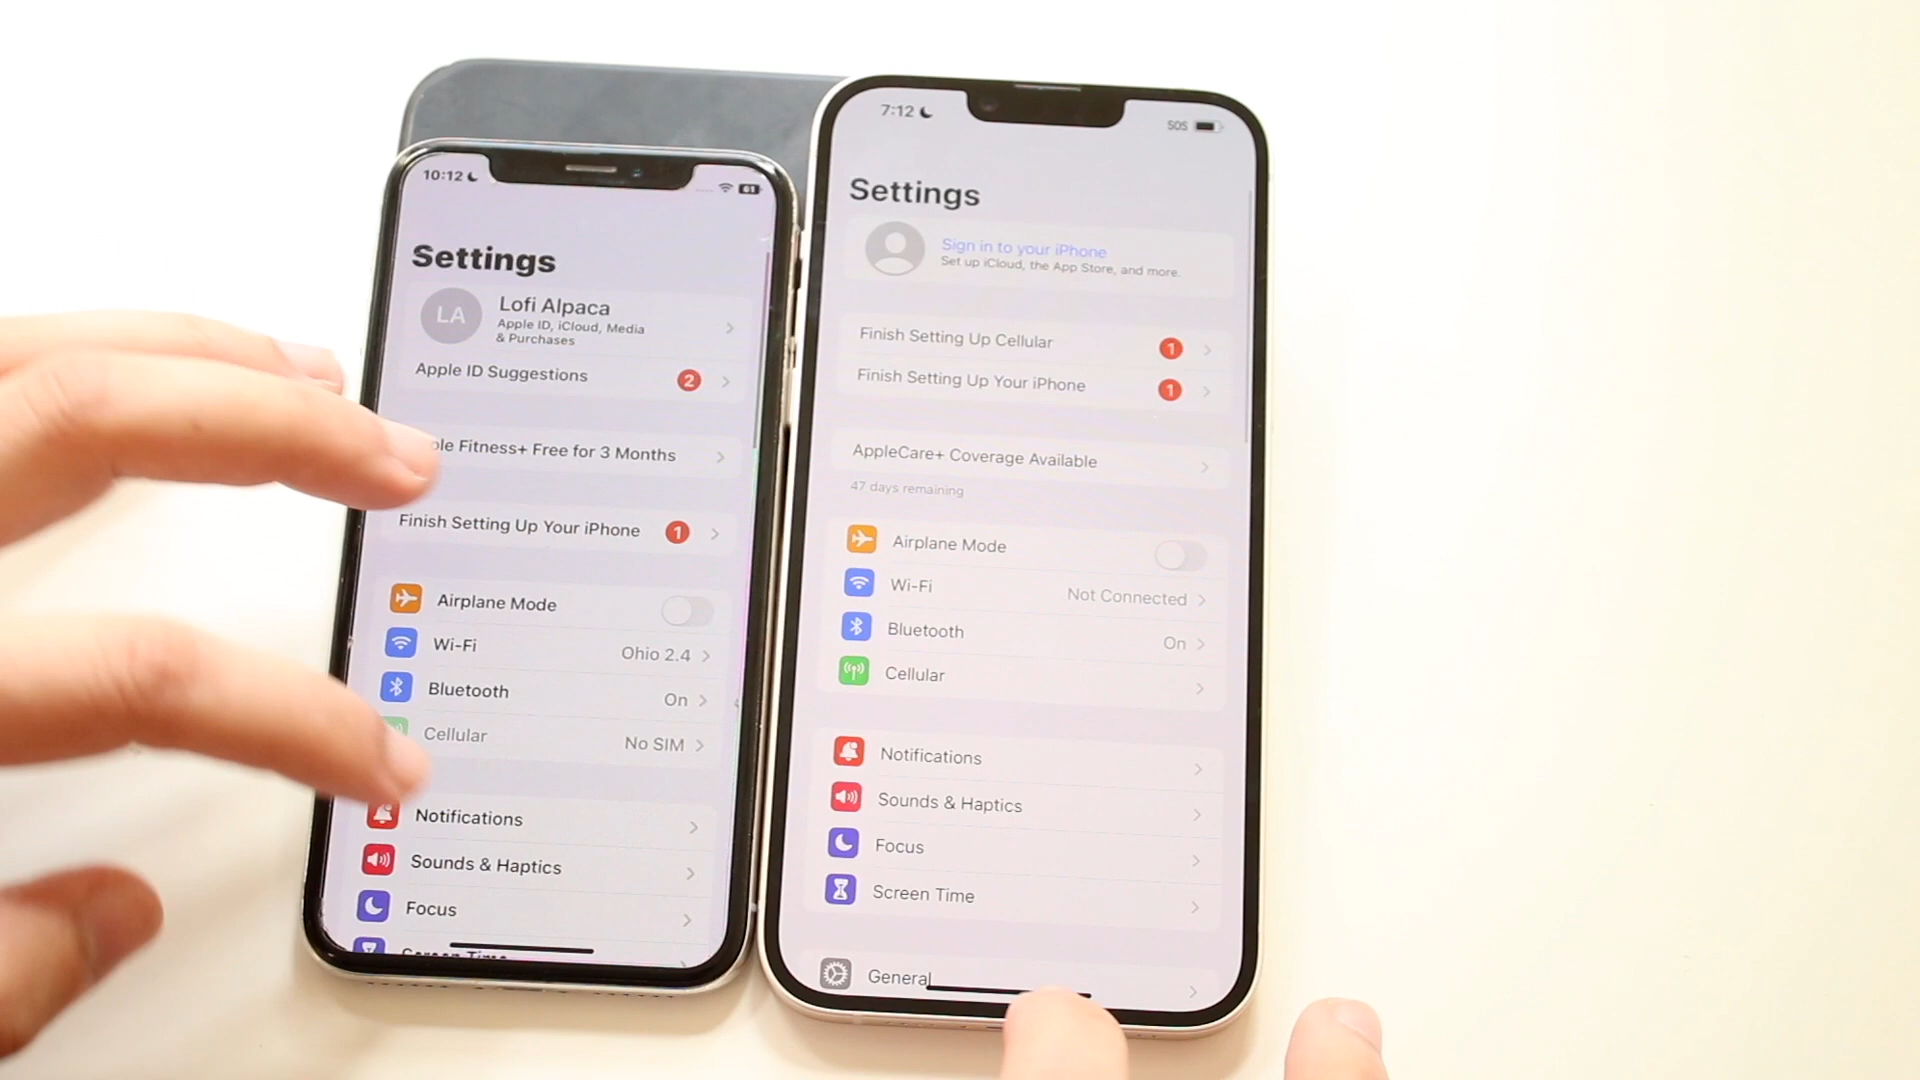 10:12
61
Settings
LA
Lofi Alpaca
Apple ID, iCloud, Media
& Purchases
Apple ID Suggestions
2
Fitness+ Free for 3 Months
Finish Setting Up Your iPhone
1
Airplane Mode
Wi-Fi
Ohio 2.4
Bluetooth
On
Cellular
No SIM
Notifications
Sounds & Haptics
Focus
Screen Time
7:12
SOS
Settings
Sign in to your iPhone
Set up iCloud, the App Store, and more.
Finish Setting Up Cellular
1
Finish Setting Up Your iPhone
1
AppleCare+ Coverage Available
47 days remaining
Airplane Mode
Wi-Fi
Not Connected
Bluetooth
On
Cellular
Notifications
Sounds & Haptics
Focus
Screen Time
General